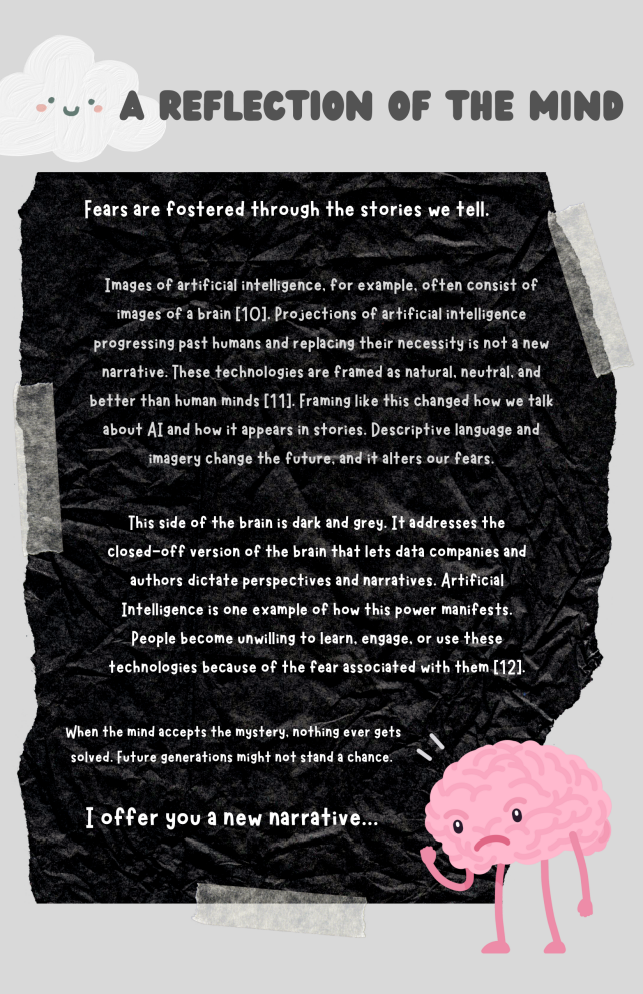 A REFLECTION OF THE MIND
Fears are fostered through the stories we tell.
Images of artificial intelligence, for example, often consist of
images of a brain [10]. Projections of artificial intelligence
progressing past humans and replacing their necessity is not a new
narrative. These technologies are framed as natural, neutral, and
better than human minds [11]. Framing like this changed how we talk
about AI and how it appears in stories. Descriptive language and
imagery change the future, and it alters our fears.
This side of the brain is dark and grey. It addresses the
closed-off version of the brain that lets data companies and
authors dictate perspectives and narratives. Artificial
Intelligence is one example of how this power manifests.
People become unwilling to learn, engage, or use these
technologies because of the fear associated with them [12].
When the mind accepts the mystery, nothing ever gets
solved. Future generations might not stand a chance.
I offer you a new narrative...